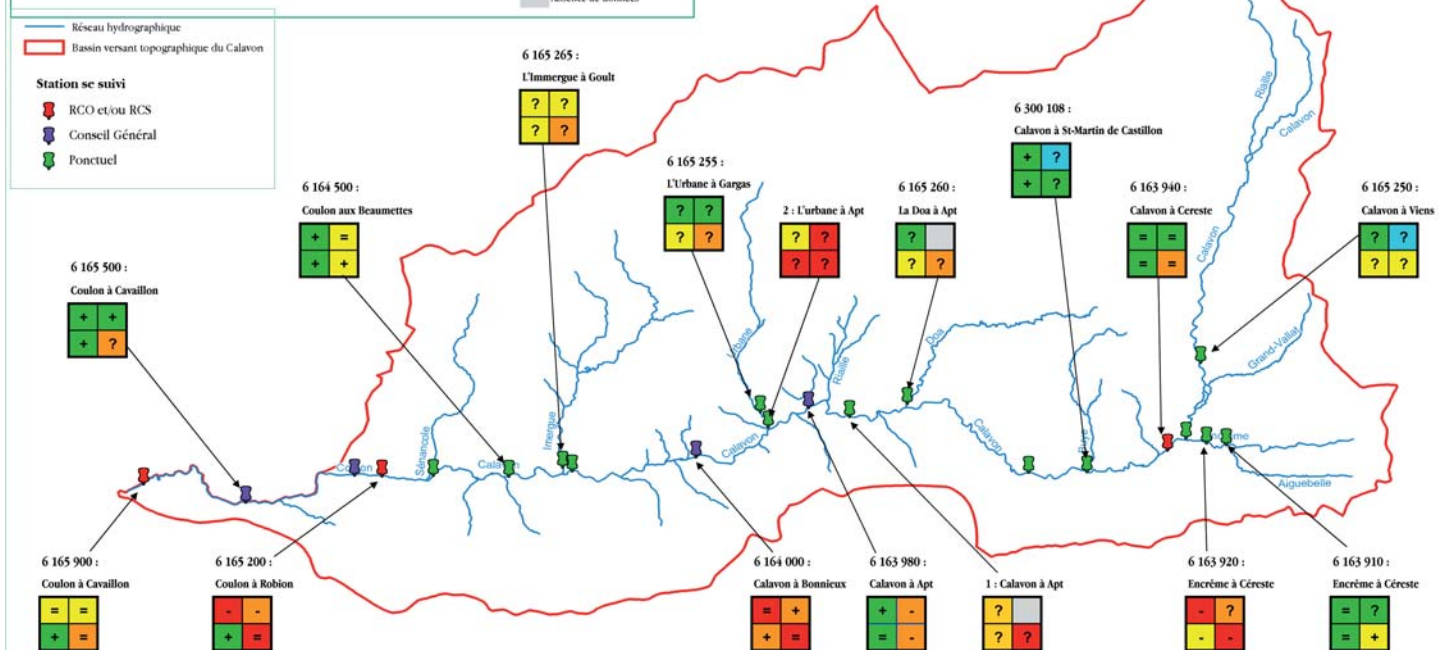 Absence de données
Réseau hydrographique
Bassin versant topographique du Calavon
Station se suivi
RCO et/ou RCS
Conseil Général
Ponctuel
6 165 265 :
L'Immergue à Goult
? ?
? ?
6 300 108 :
Calavon à St-Martin de Castillon
+ ?
+ ?
6 165 255 :
L'Urbane à Gargas
? ?
? ?
6 164 500 :
Coulon aux Beaumettes
+ =
+ +
2 : L'urbane à Apt
? ?
? ?
6 165 260 :
La Doa à Apt
?
? ?
6 163 940 :
Calavon à Cereste
= =
= =
6 165 250 :
Calavon à Viens
? ?
? ?
6 165 500 :
Coulon à Cavaillon
+ +
+ ?
Riaille
Calavon
Calavon
Grand-Vallat
Urbane
Riaille
Doa
Imergue
Sénancole
Calavon
Calavon
Aiguebelle
6 165 900 :
Coulon à Cavaillon
= =
+ =
6 165 200 :
Coulon à Robion
- -
+ =
6 164 000 :
Calavon à Bonnieux
= +
+ =
6 163 980 :
Calavon à Apt
+ -
= -
1 : Calavon à Apt
?
? ?
6 163 920 :
Encrême à Céreste
- ?
- -
6 163 910 :
Encrême à Céreste
= ?
= +